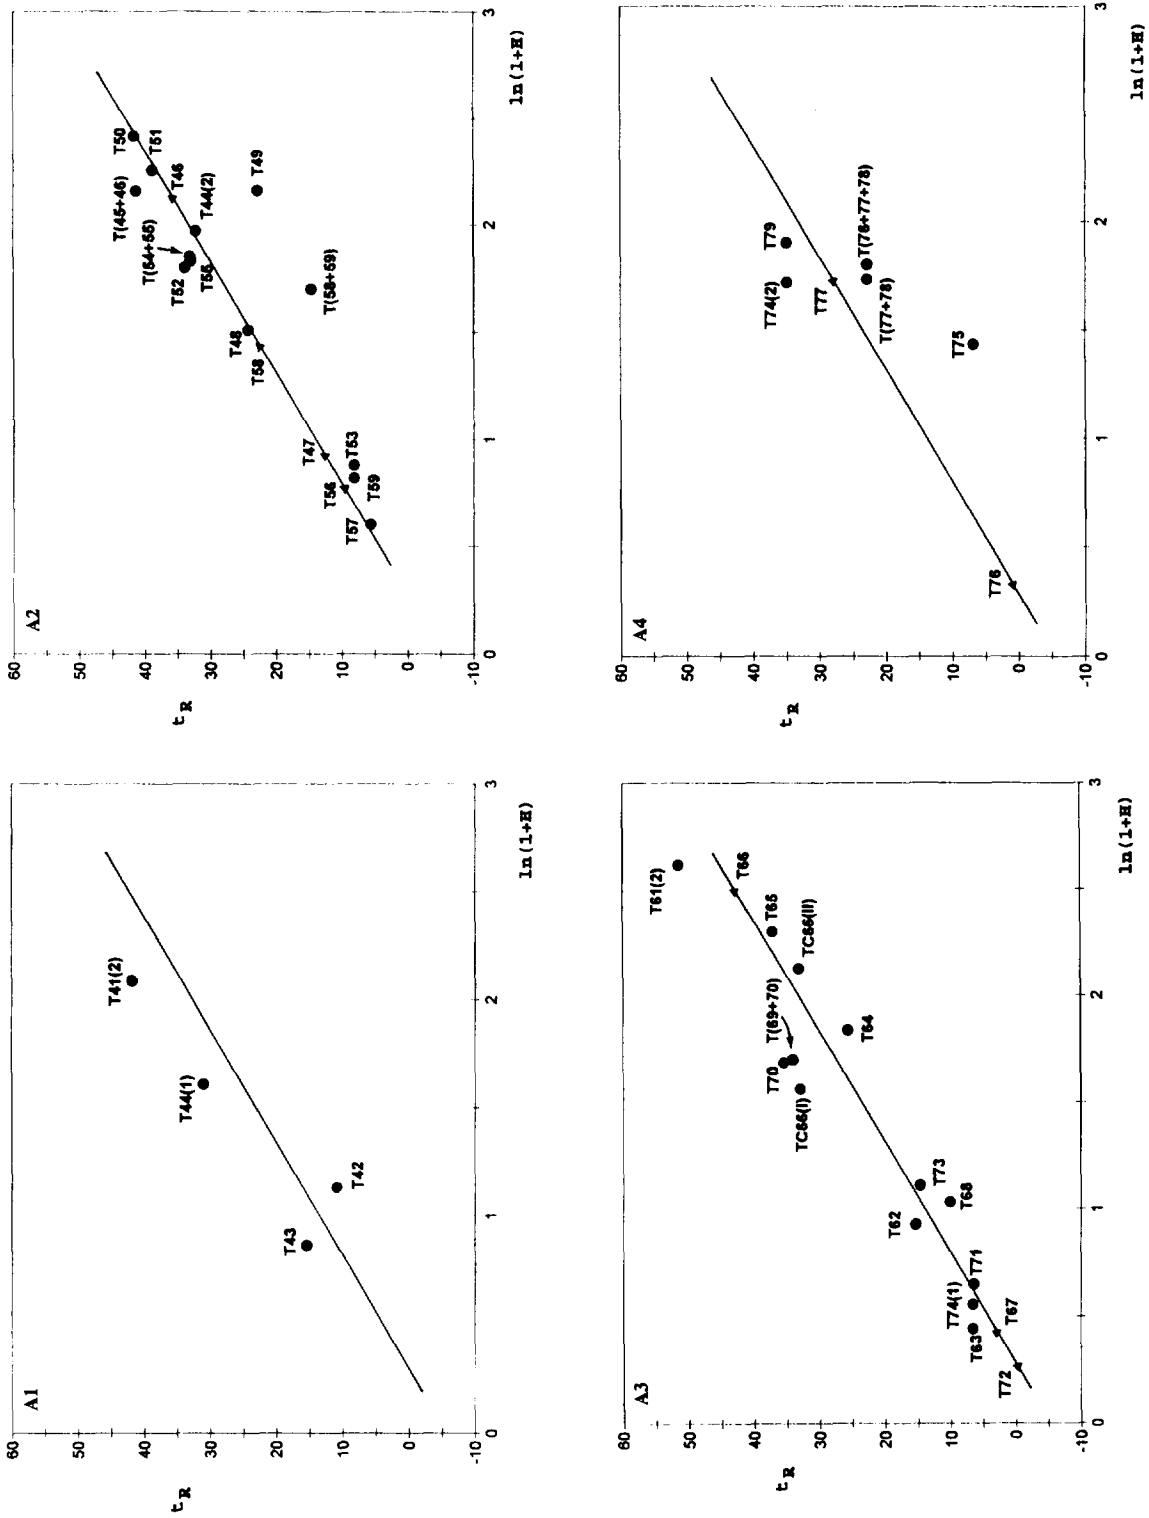 A1
t R
60
50
40
30
20
10
0
-10
0
1
2
3
ln(1+H)
T41(2)
T44(1)
T42
T43
A2
t R
60
50
40
30
20
10
0
-10
0
1
2
3
ln(1+H)
T50
T51
T(45+46)
T46
T49
T44(2)
T(54+55)
T52
T55
T(58+59)
T48
T58
T47
T53
T56
T59
T57
A3
t R
60
50
40
30
20
10
0
-10
0
1
2
3
ln(1+H)
T61(2)
T66
T65
TC66(II)
T(69+70)
T64
T70
TC66(I)
T73
T68
T62
T71
T74(1)
T67
T63
T72
A4
t R
60
50
40
30
20
10
0
-10
0
1
2
3
ln(1+H)
T79
T74(2)
T(76+77+78)
T77
T(77+78)
T75
T76